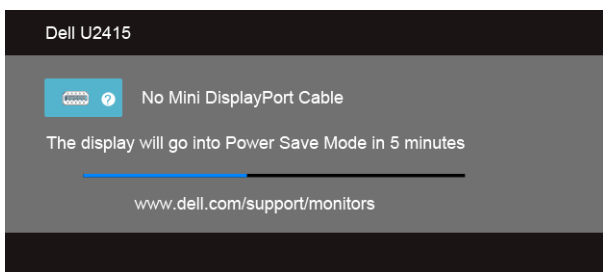 Dell U2415
No Mini DisplayPort Cable
The display will go into Power Save Mode in 5 minutes
www.dell.com/support/monitors